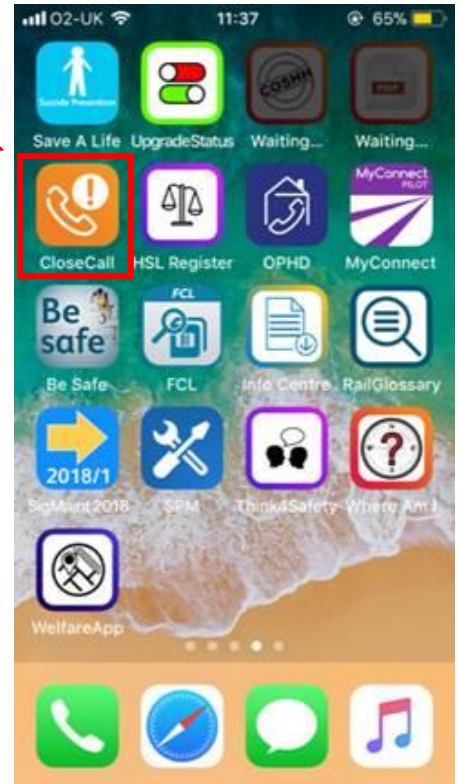 O2-UK 11:37 65%
Suicide Prevention COSHH PDF
Save A Life UpgradeStatus Waiting... Waiting...
MyConnect
PILOT
CloseCall HSL Register OPHD MyConnect
Be safe FCL
Be Safe FCL Info Centre RailGlossary
2018/1 ?
SigMaint 2018 SPM Think4Safety Where Am I
WelfareApp